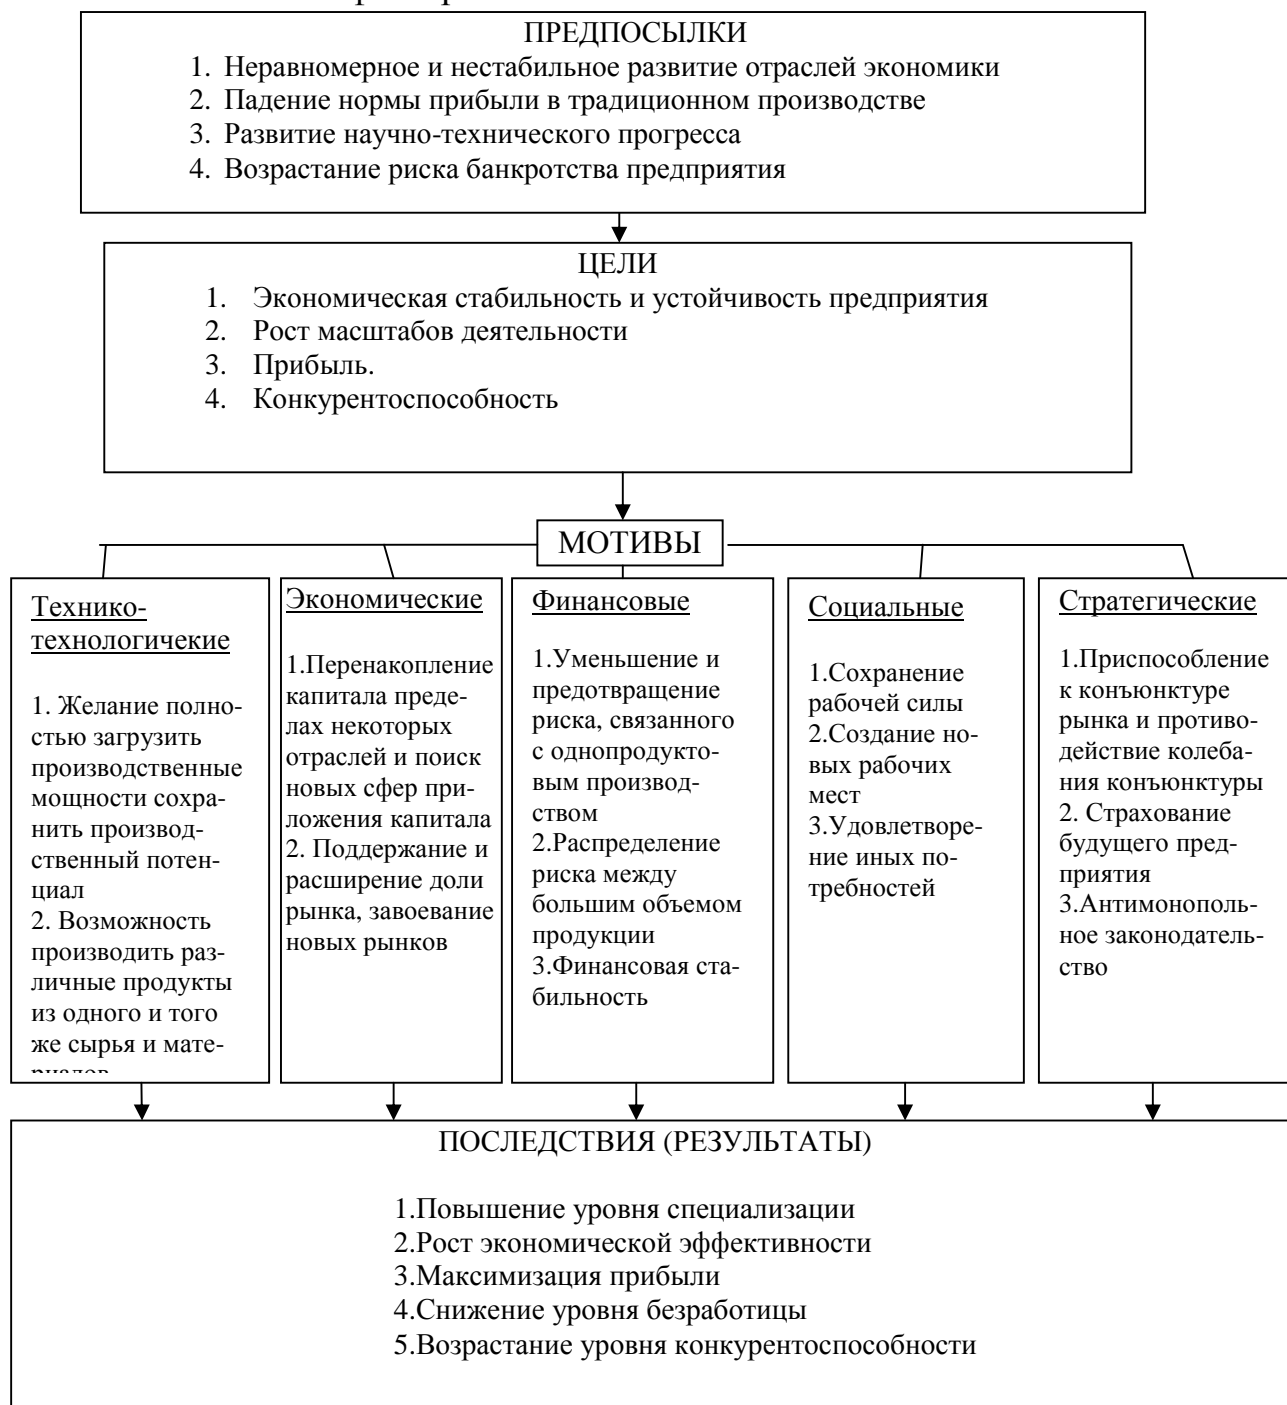 ПРЕДПОСЫЛКИ
1. Неравномерное и нестабильное развитие отраслей экономики
2. Падение нормы прибыли в традиционном производстве
3. Развитие научно-технического прогресса
4. Возрастание риска банкротства предприятия
ЦЕЛИ
1. Экономическая стабильность и устойчивость предприятия
2. Рост масштабов деятельности
3. Прибыль.
4. Конкурентоспособность
МОТИВЫ
Технико-
технологичекие
1. Желание полно-
стью загрузить
производственные
мощности сохра-
нить производ-
ственный потен-
циал
2. Возможность
производить раз-
личные продукты
из одного и того
же сырья и мате-
Экономические
1.Перенакопление
капитала преде-
лах некоторых
отраслей и поиск
новых сфер при-
ложения капитала
2. Поддержание и
расширение доли
рынка, завоевание
новых рынков
Финансовые
1.Уменьшение и
предотвращение
риска, связанного
с однопродукто-
вым производ-
ством
2.Распределение
риска между
большим объемом
продукции
3.Финансовая ста-
бильность
Социальные
1.Сохранение
рабочей силы
2.Создание но-
вых рабочих
мест
3.Удовлетворе-
ние иных по-
требностей
Стратегические
1.Приспособление
к конъюнктуре
рынка и противо-
действие колеба-
ния конъюнктуры
2. Страхование
будущего пред-
приятия
3.Антимонополь-
ное законодатель-
ство
ПОСЛЕДСТВИЯ (РЕЗУЛЬТАТЫ)
1.Повышение уровня специализации
2.Рост экономической эффективности
3.Максимизация прибыли
4.Снижение уровня безработицы
5.Возрастание уровня конкурентоспособности